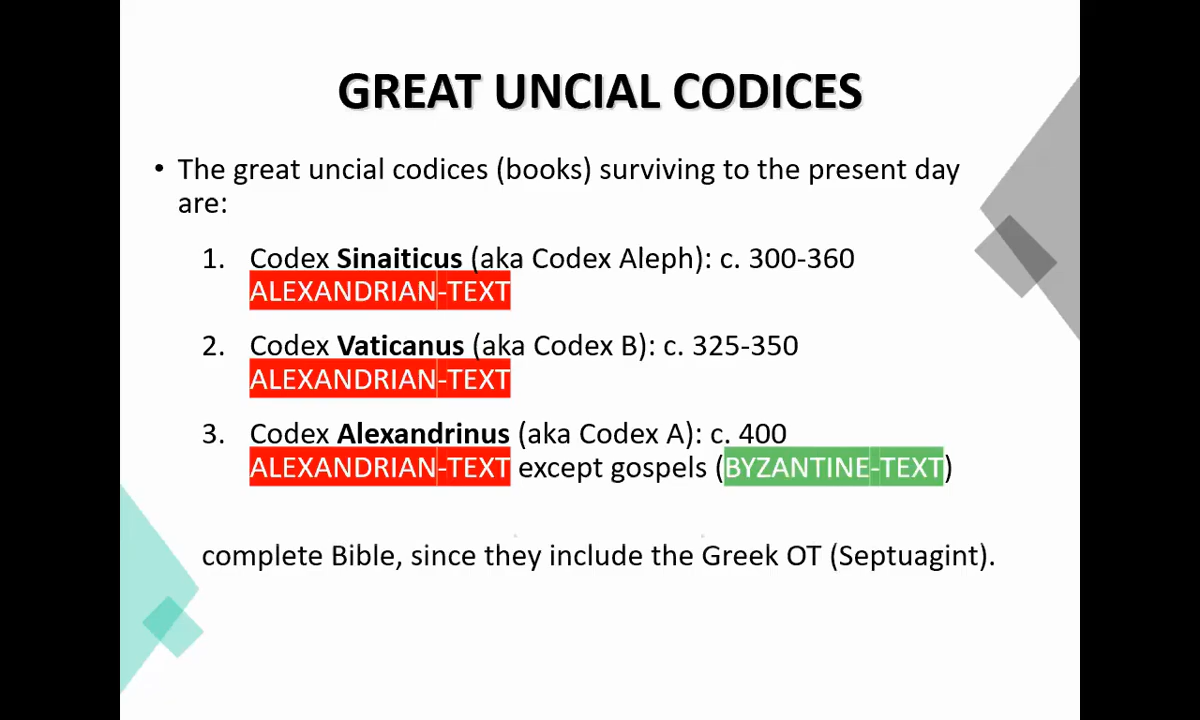 GREAT UNCIAL CODICES
• The great uncial codices (books) surviving to the present day
are:
1. Codex Sinaiticus (aka Codex Aleph): c. 300-360
ALEXANDRIAN-TEXT
2. Codex Vaticanus (aka Codex B): c. 325-350
ALEXANDRIAN-TEXT
3. Codex Alexandrinus (aka Codex A): c. 400
ALEXANDRIAN-TEXT except gospels (BYZANTINE-TEXT)
complete Bible, since they include the Greek OT (Septuagint).